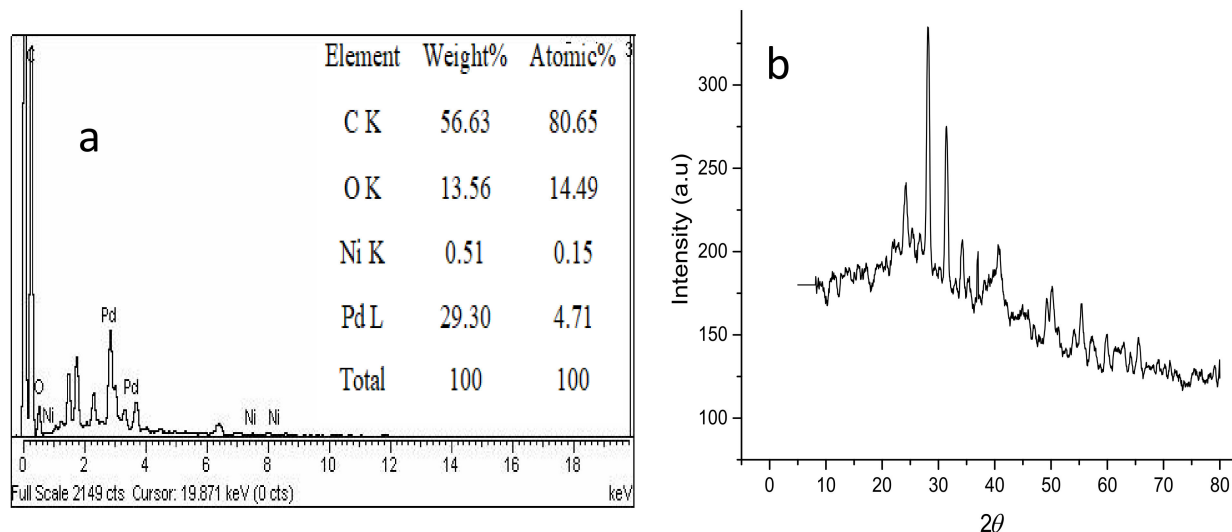 a
Element Weight% Atomic% 3
C K 56.63 80.65
O K 13.56 14.49
Ni K 0.51 0.15
Pd L 29.30 4.71
Total 100 100
C
Pd
O
Ni
Pd
Ni Ni
0 2 4 6 8 10 12 14 16 18
Full Scale 2149 cts Cursor: 19.871 keV (0 cts) keV
b
Intensity (a.u)
300
250
200
150
100
0 10 20 30 40 50 60 70 80
2θ